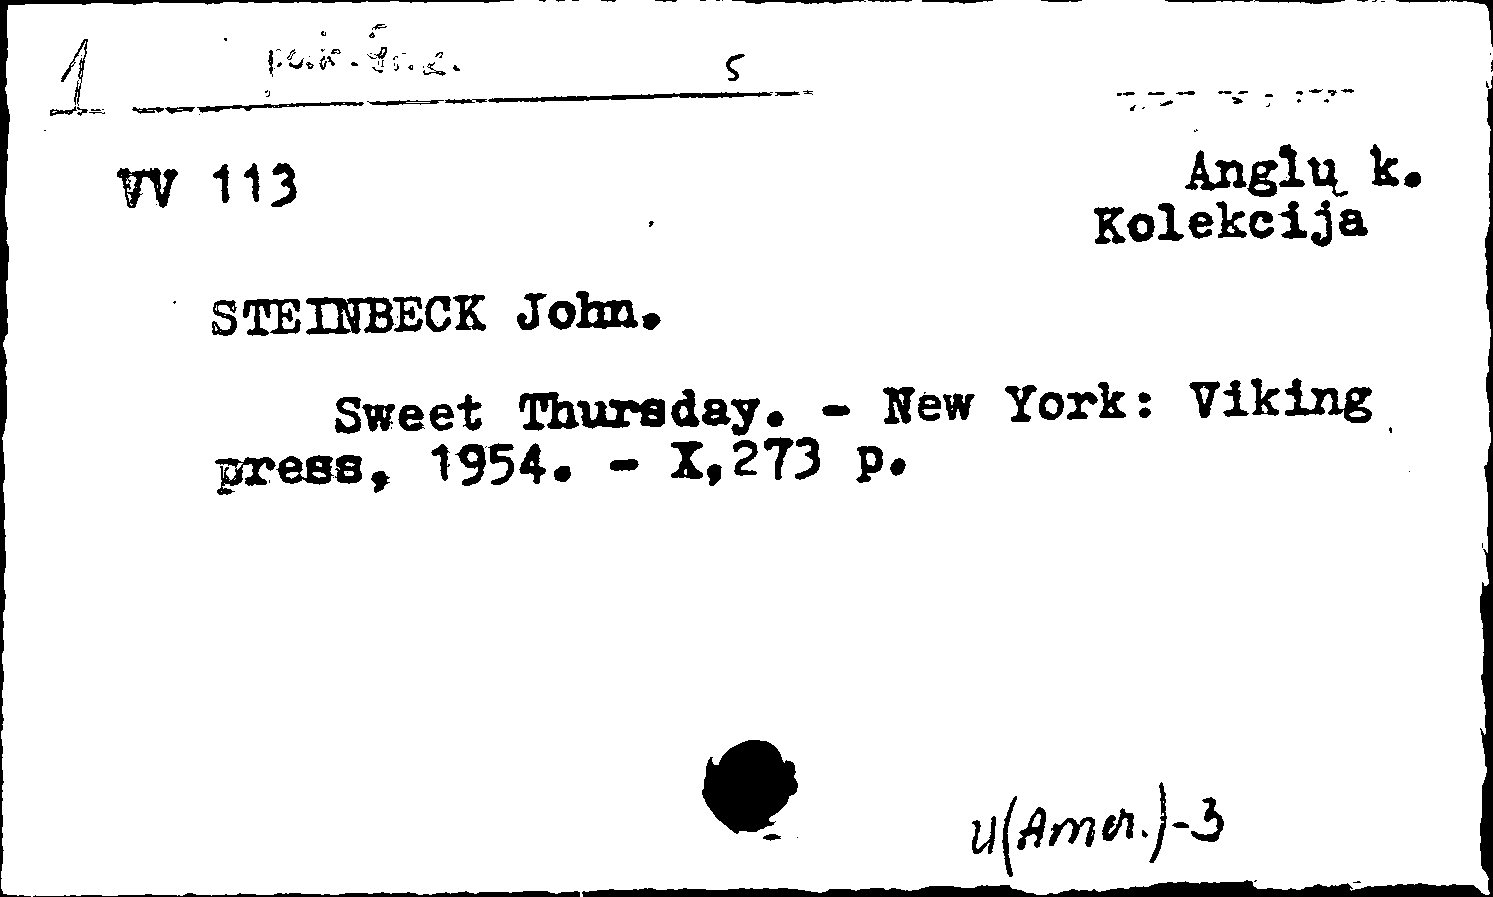 1 5
VV 113
Anglų k.
Kolekcija
STEINBECK John.
Sweet Thursday. - New York: Viking
press, 1954. - X,273 p.
U(Amer.)-3